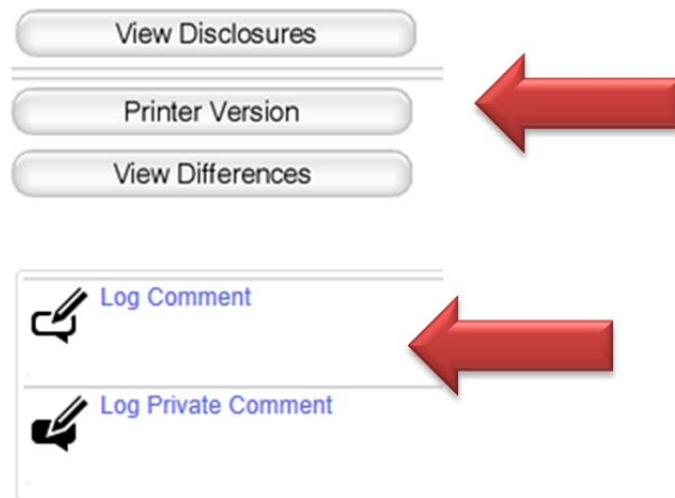 View Disclosures
Printer Version
View Differences
Log Comment
Log Private Comment